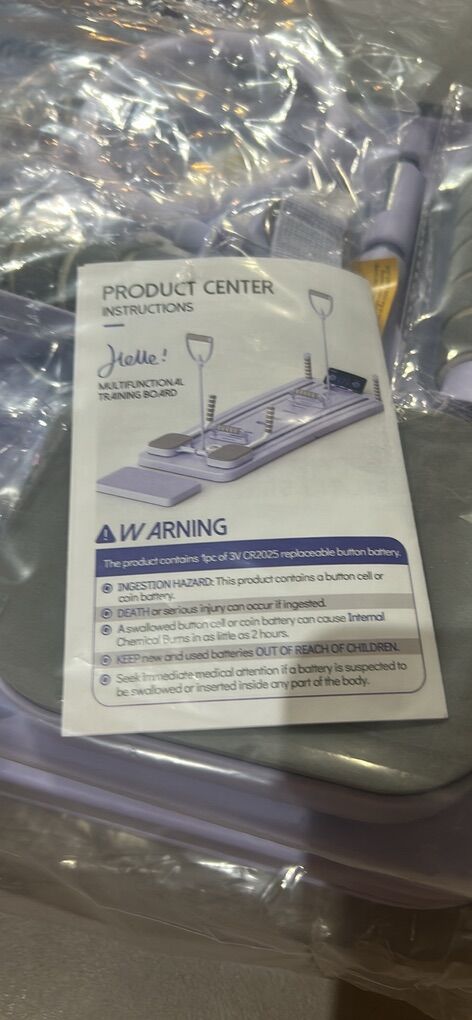 PRODUCT CENTER
INSTRUCTIONS
Hello!
MULTIFUNCTIONAL
TRAINING BOARD
WARNING
The product contains 1pc of 3V CR2025 replaceable button battery.
INGESTION HAZARD: This product contains a button cell or
coin battery.
DEATH or serious injury can occur if ingested.
A swallowed button cell or coin battery can cause Internal
Chemical Burns in as little as 2 hours.
KEEP new and used batteries OUT OF REACH OF CHILDREN.
Seek immediate medical attention if a battery is suspected to
be swallowed or inserted inside any part of the body.